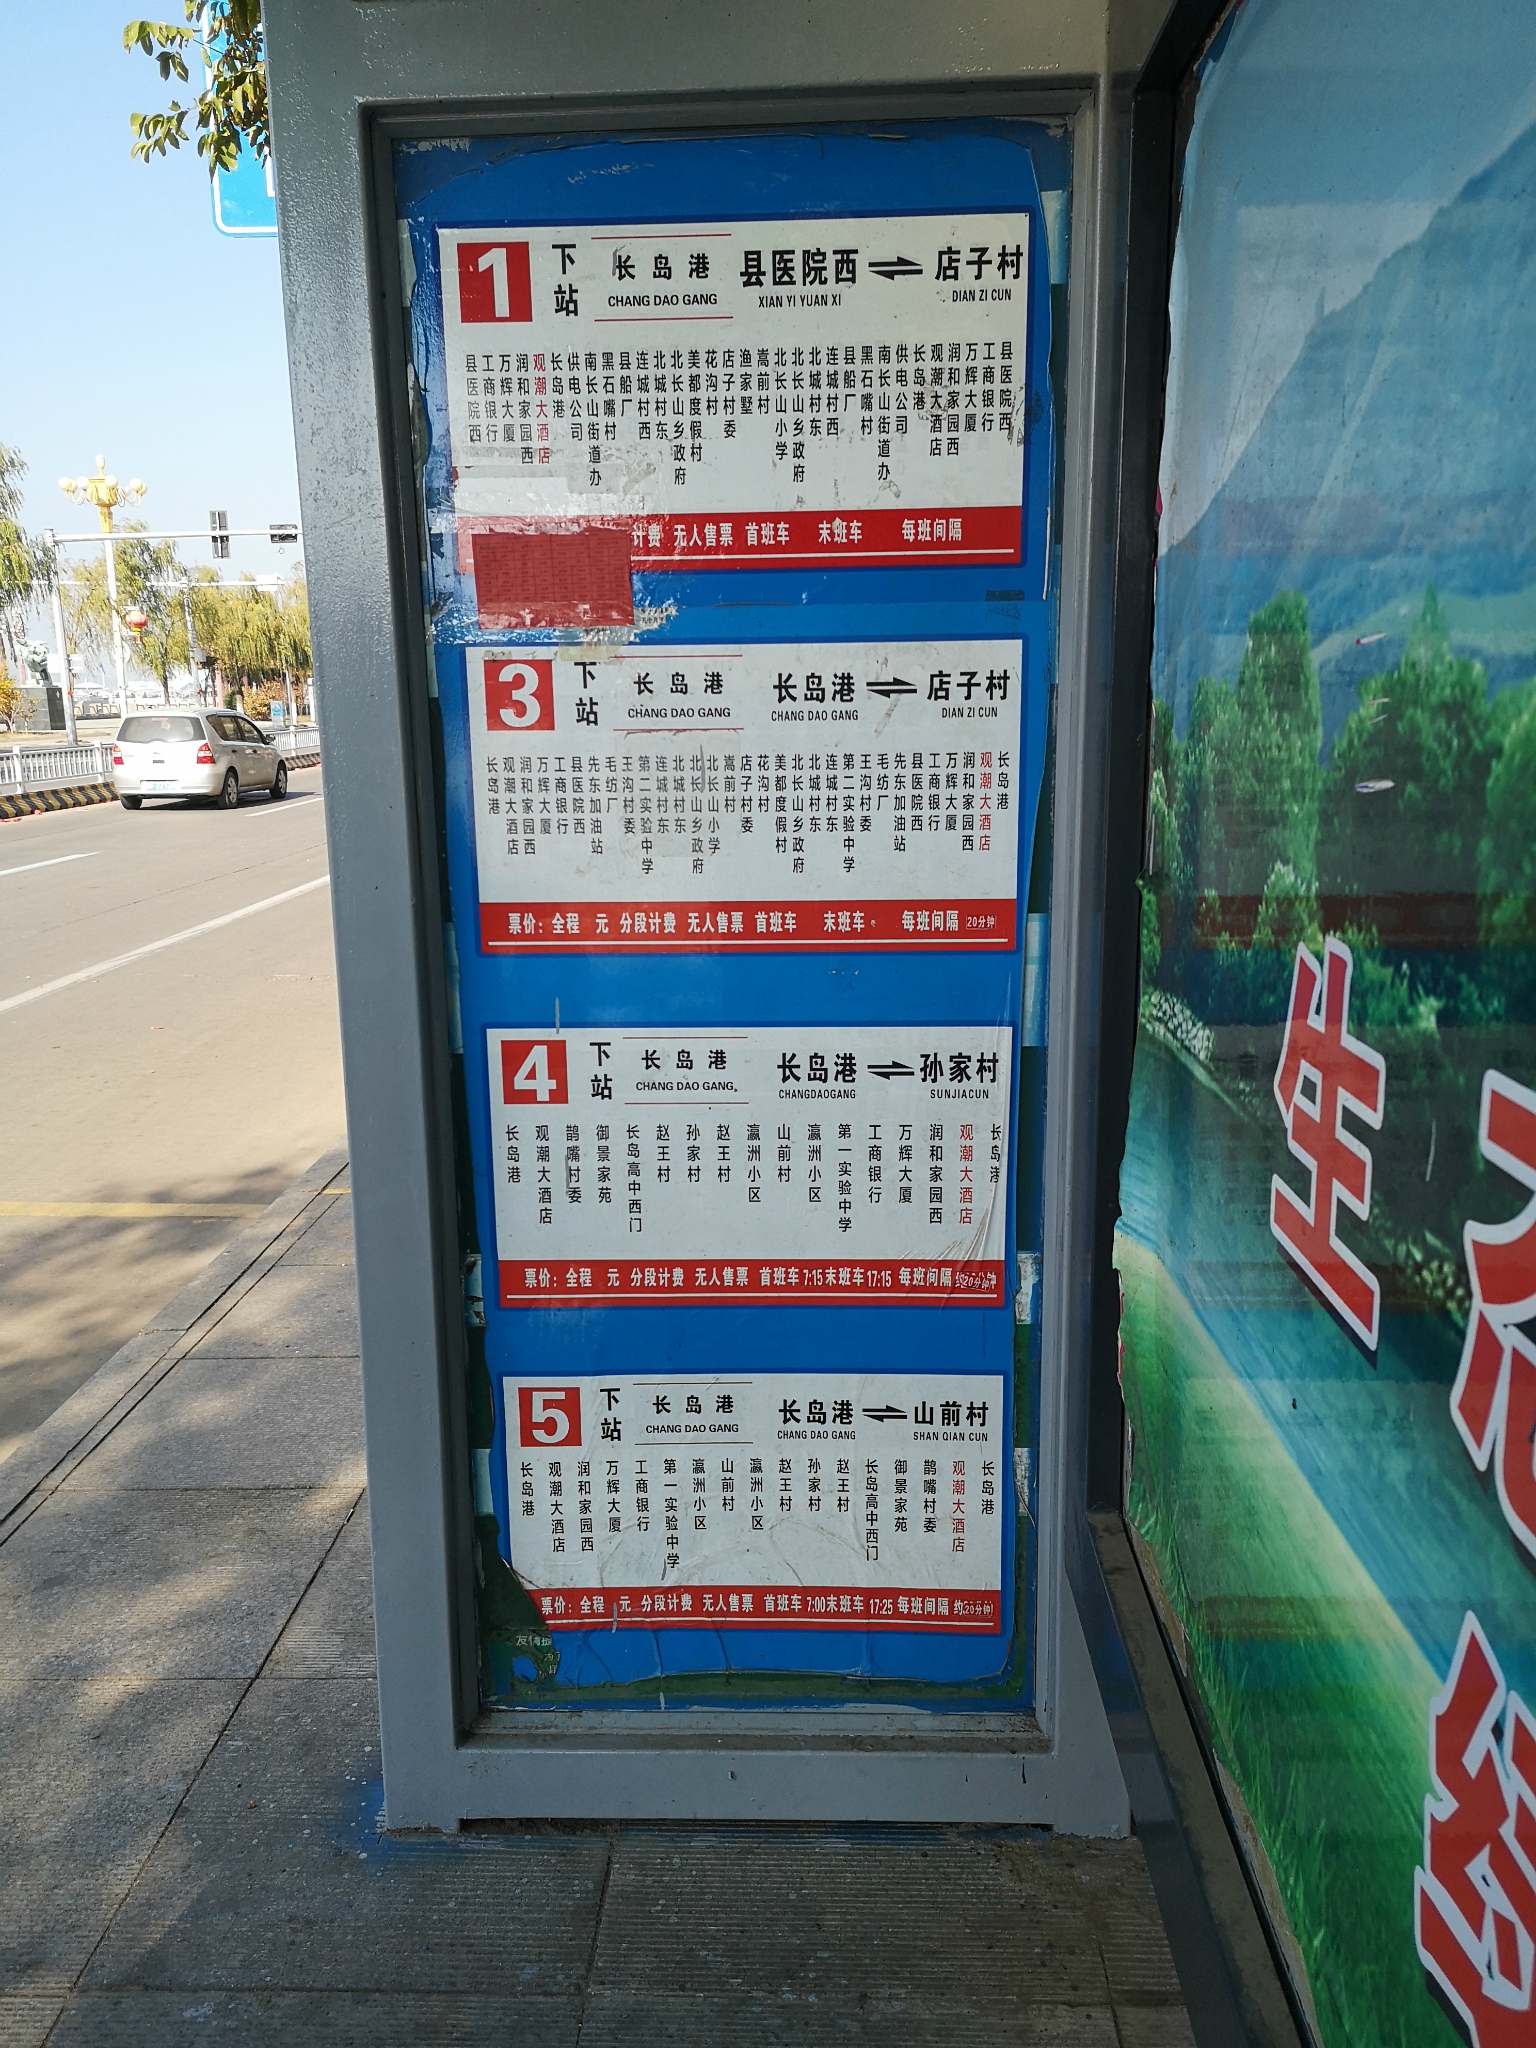 1 下站 长岛港 县医院西 ⇌ 店子村
CHANG DAO GANG XIAN YI YUAN XI DIAN ZI CUN
县医院西
工商银行
万辉大厦
润和家园西
观潮大酒店
长岛港
供电公司
南长山街道办
黑石嘴村
县船厂
连城村西
北城村东
北长山乡政府
美都度假村
花沟村
店子村委
渔家墅
嵩前村
北长山小学
北长山乡政府
北城村东
连城村西
县船厂
黑石嘴村
南长山街道办
供电公司
长岛港
观潮大酒店
润和家园西
万辉大厦
工商银行
县医院西
计费 无人售票 首班车 末班车 每班间隔
3 下站 长岛港 长岛港 ⇌ 店子村
CHANG DAO GANG CHANG DAO GANG DIAN ZI CUN
长岛港
观潮大酒店
润和家园西
万辉大厦
工商银行
县医院西
先东加油站
毛纺厂
王沟村委
第二实验中学
连城村东
北城村东
北长山乡政府
北长山小学
嵩前村
店子村委
花沟村
美都度假村
北长山乡政府
北城村东
连城村东
第二实验中学
王沟村委
毛纺厂
先东加油站
县医院西
工商银行
万辉大厦
润和家园西
观潮大酒店
长岛港
票价：全程 元 分段计费 无人售票 首班车 末班车 每班间隔 20分钟
4 下站 长岛港 长岛港 ⇌ 孙家村
CHANG DAO GANG CHANGDAOGANG SUNJIACUN
长岛港
观潮大酒店
鹊嘴村委
御景家苑
长岛高中西门
赵王村
孙家村
赵王村
瀛洲小区
山前村
瀛洲小区
第一实验中学
工商银行
万辉大厦
润和家园西
观潮大酒店
长岛港
票价：全程 元 分段计费 无人售票 首班车 7:15 末班车 17:15 每班间隔 约20分钟
5 下站 长岛港 长岛港 ⇌ 山前村
CHANG DAO GANG CHANG DAO GANG SHAN QIAN CUN
长岛港
观潮大酒店
润和家园西
万辉大厦
工商银行
第一实验中学
瀛洲小区
山前村
瀛洲小区
赵王村
孙家村
赵王村
长岛高中西门
御景家苑
鹊嘴村委
观潮大酒店
长岛港
票价：全程 元 分段计费 无人售票 首班车 7:00 末班车 17:25 每班间隔 约20分钟
友情
生